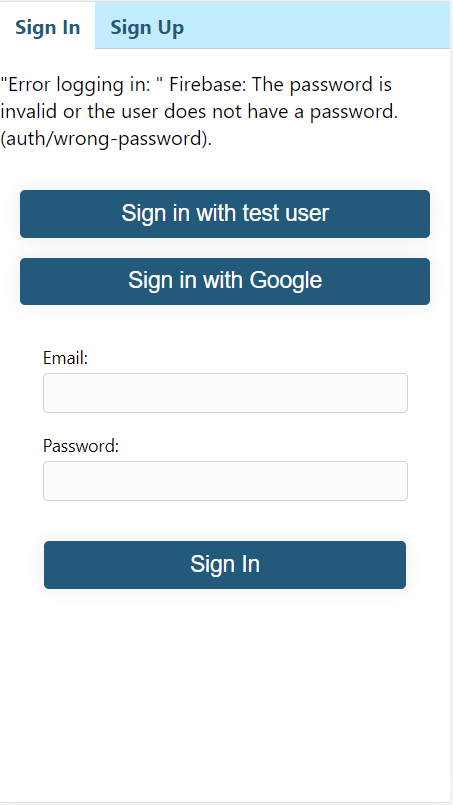 Sign In Sign Up
"Error logging in: " Firebase: The password is
invalid or the user does not have a password.
(auth/wrong-password).
Sign in with test user
Sign in with Google
Email:
Password:
Sign In